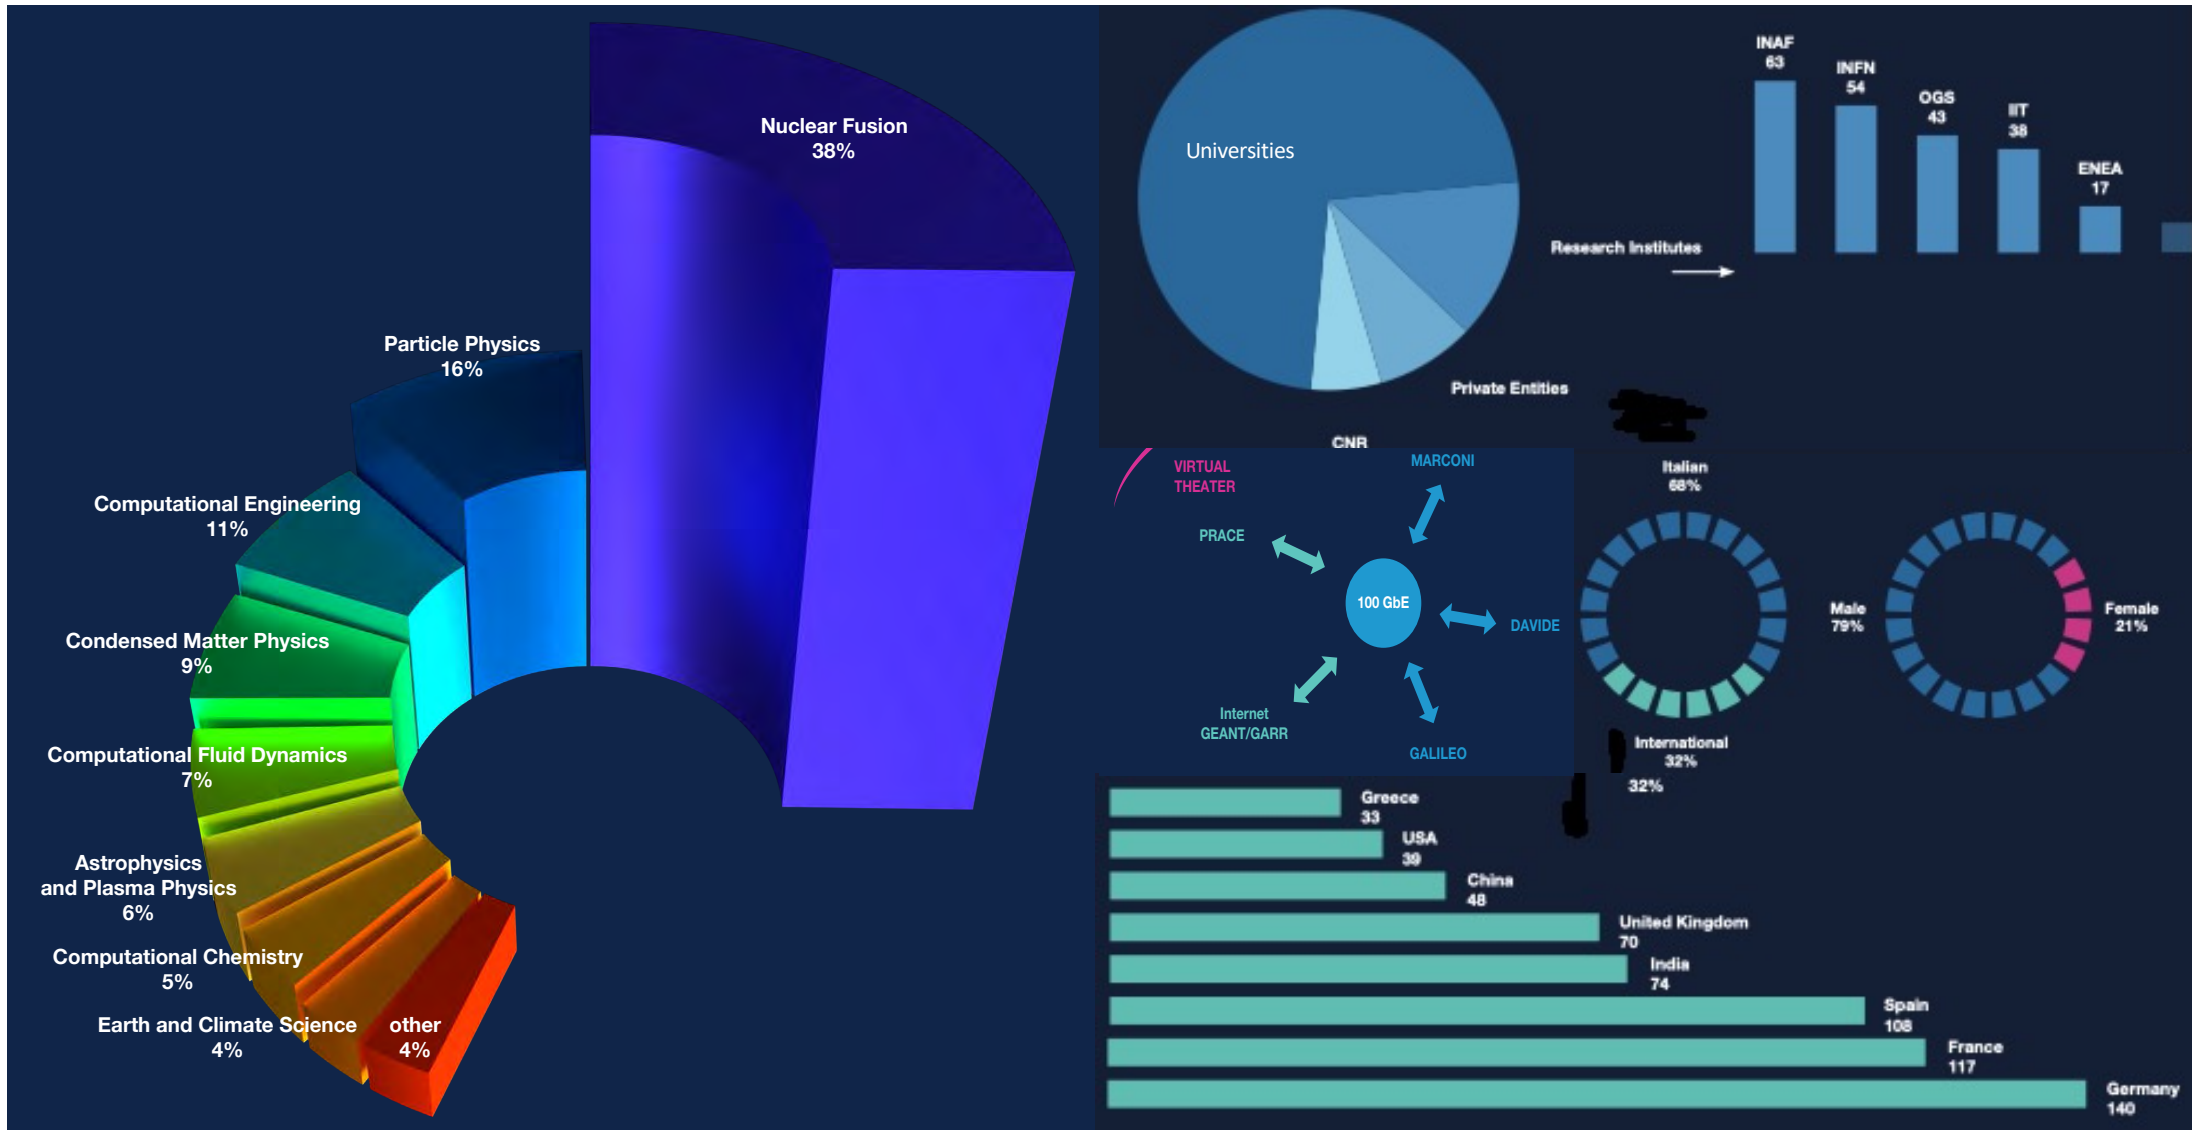 Nuclear Fusion
38%
Particle Physics
16%
Computational Engineering
11%
Condensed Matter Physics
9%
Computational Fluid Dynamics
7%
Astrophysics
and Plasma Physics
6%
Computational Chemistry
5%
Earth and Climate Science
4%
other
4%
Universities
Research Institutes
Private Entities
CNR
INAF
63
INFN
54
OGS
43
IIT
38
ENEA
17
VIRTUAL
THEATER
MARCONI
PRACE
100 GbE
DAVIDE
Internet
GEANT/GARR
GALILEO
Italian
68%
International
32%
32%
Male
79%
Female
21%
Greece
33
USA
39
China
48
United Kingdom
70
India
74
Spain
108
France
117
Germany
140